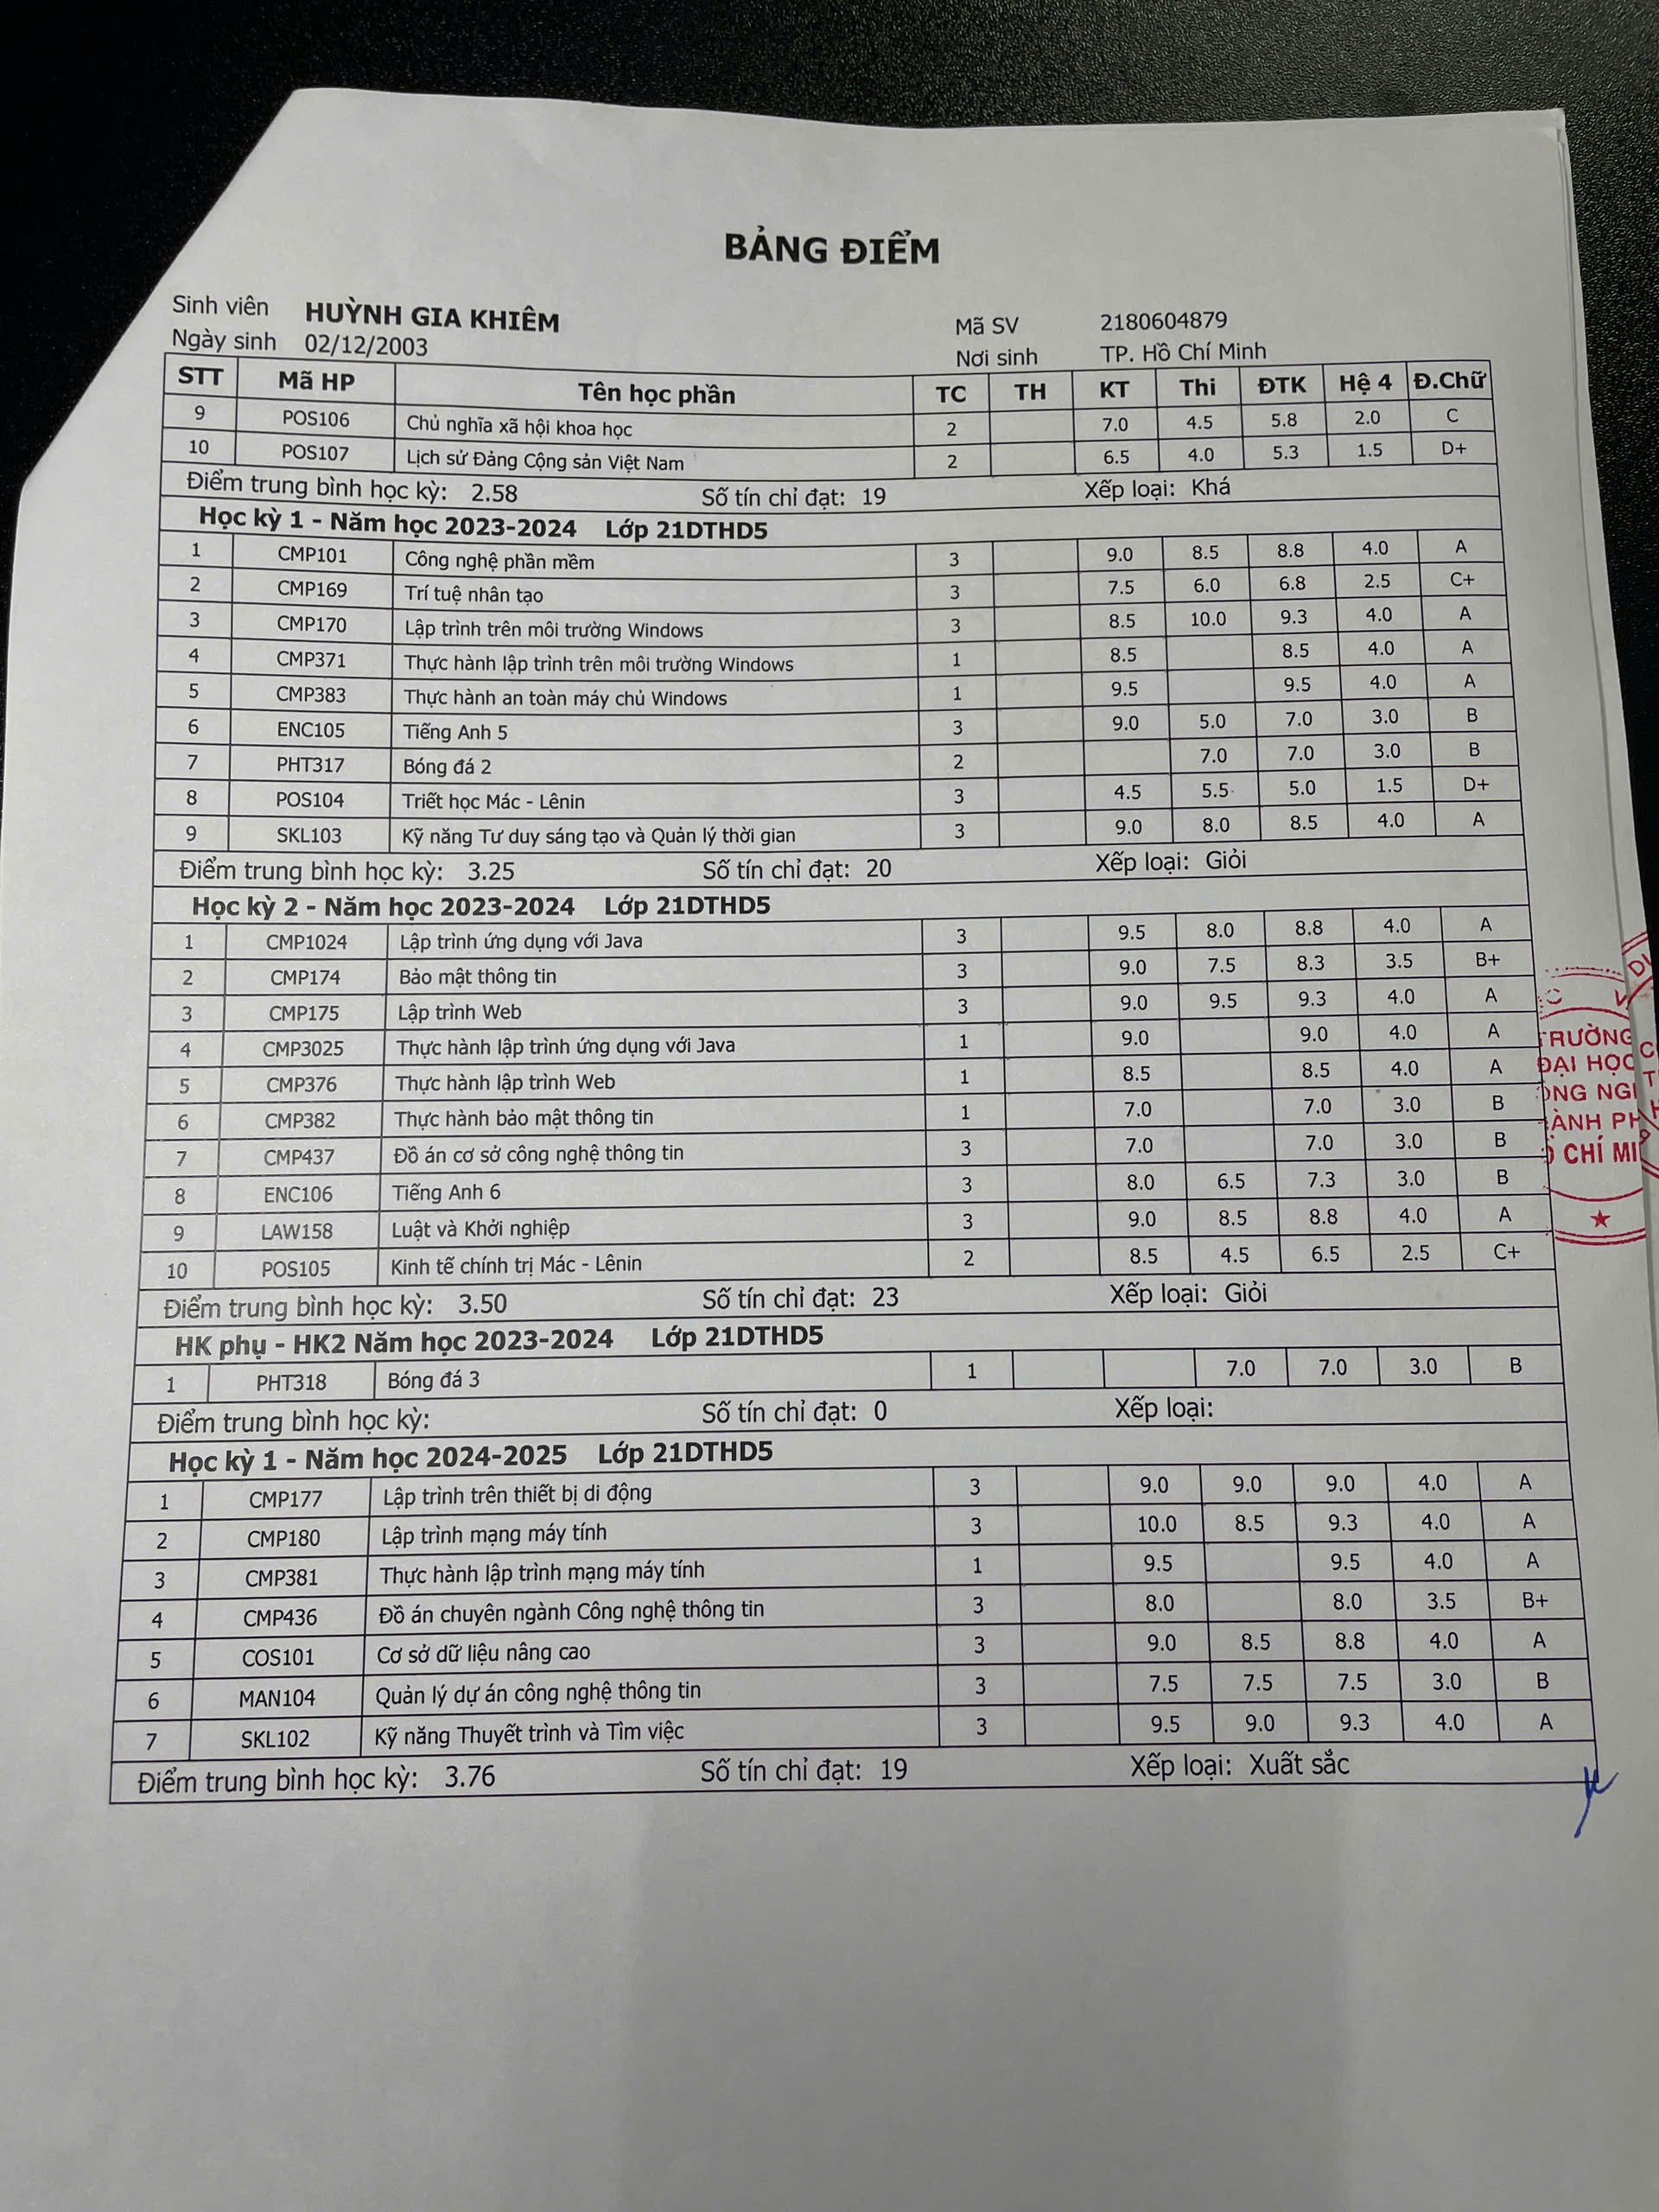 BẢNG ĐIỂM
Sinh viên HUỲNH GIA KHIÊM Mã SV 2180604879
Ngày sinh 02/12/2003 Nơi sinh TP. Hồ Chí Minh
STT Mã HP Tên học phần TC TH KT Thi ĐTK Hệ 4 Đ.Chữ
9 POS106 Chủ nghĩa xã hội khoa học 2 7.0 4.5 5.8 2.0 C
10 POS107 Lịch sử Đảng Cộng sản Việt Nam 2 6.5 4.0 5.3 1.5 D+
Điểm trung bình học kỳ: 2.58 Số tín chỉ đạt: 19 Xếp loại: Khá
Học kỳ 1 - Năm học 2023-2024 Lớp 21DTHD5
1 CMP101 Công nghệ phần mềm 3 9.0 8.5 8.8 4.0 A
2 CMP169 Trí tuệ nhân tạo 3 7.5 6.0 6.8 2.5 C+
3 CMP170 Lập trình trên môi trường Windows 3 8.5 10.0 9.3 4.0 A
4 CMP371 Thực hành lập trình trên môi trường Windows 1 8.5 8.5 4.0 A
5 CMP383 Thực hành an toàn máy chủ Windows 1 9.5 9.5 4.0 A
6 ENC105 Tiếng Anh 5 3 9.0 5.0 7.0 3.0 B
7 PHT317 Bóng đá 2 2 7.0 7.0 3.0 B
8 POS104 Triết học Mác - Lênin 3 4.5 5.5 5.0 1.5 D+
9 SKL103 Kỹ năng Tư duy sáng tạo và Quản lý thời gian 3 9.0 8.0 8.5 4.0 A
Điểm trung bình học kỳ: 3.25 Số tín chỉ đạt: 20 Xếp loại: Giỏi
Học kỳ 2 - Năm học 2023-2024 Lớp 21DTHD5
1 CMP1024 Lập trình ứng dụng với Java 3 9.5 8.0 8.8 4.0 A
2 CMP174 Bảo mật thông tin 3 9.0 7.5 8.3 3.5 B+
3 CMP175 Lập trình Web 3 9.0 9.5 9.3 4.0 A
4 CMP3025 Thực hành lập trình ứng dụng với Java 1 9.0 9.0 4.0 A
5 CMP376 Thực hành lập trình Web 1 8.5 8.5 4.0 A
6 CMP382 Thực hành bảo mật thông tin 1 7.0 7.0 3.0 B
7 CMP437 Đồ án cơ sở công nghệ thông tin 3 7.0 7.0 3.0 B
8 ENC106 Tiếng Anh 6 3 8.0 6.5 7.3 3.0 B
9 LAW158 Luật và Khởi nghiệp 3 9.0 8.5 8.8 4.0 A
10 POS105 Kinh tế chính trị Mác - Lênin 2 8.5 4.5 6.5 2.5 C+
Điểm trung bình học kỳ: 3.50 Số tín chỉ đạt: 23 Xếp loại: Giỏi
HK phụ - HK2 Năm học 2023-2024 Lớp 21DTHD5
1 PHT318 Bóng đá 3 1 7.0 7.0 3.0 B
Điểm trung bình học kỳ: Số tín chỉ đạt: 0 Xếp loại:
Học kỳ 1 - Năm học 2024-2025 Lớp 21DTHD5
1 CMP177 Lập trình trên thiết bị di động 3 9.0 9.0 9.0 4.0 A
2 CMP180 Lập trình mạng máy tính 3 10.0 8.5 9.3 4.0 A
3 CMP381 Thực hành lập trình mạng máy tính 1 9.5 9.5 4.0 A
4 CMP436 Đồ án chuyên ngành Công nghệ thông tin 3 8.0 8.0 3.5 B+
5 COS101 Cơ sở dữ liệu nâng cao 3 9.0 8.5 8.8 4.0 A
6 MAN104 Quản lý dự án công nghệ thông tin 3 7.5 7.5 7.5 3.0 B
7 SKL102 Kỹ năng Thuyết trình và Tìm việc 3 9.5 9.0 9.3 4.0 A
Điểm trung bình học kỳ: 3.76 Số tín chỉ đạt: 19 Xếp loại: Xuất sắc
TRƯỜNG
ĐẠI HỌC
CHÍ MI